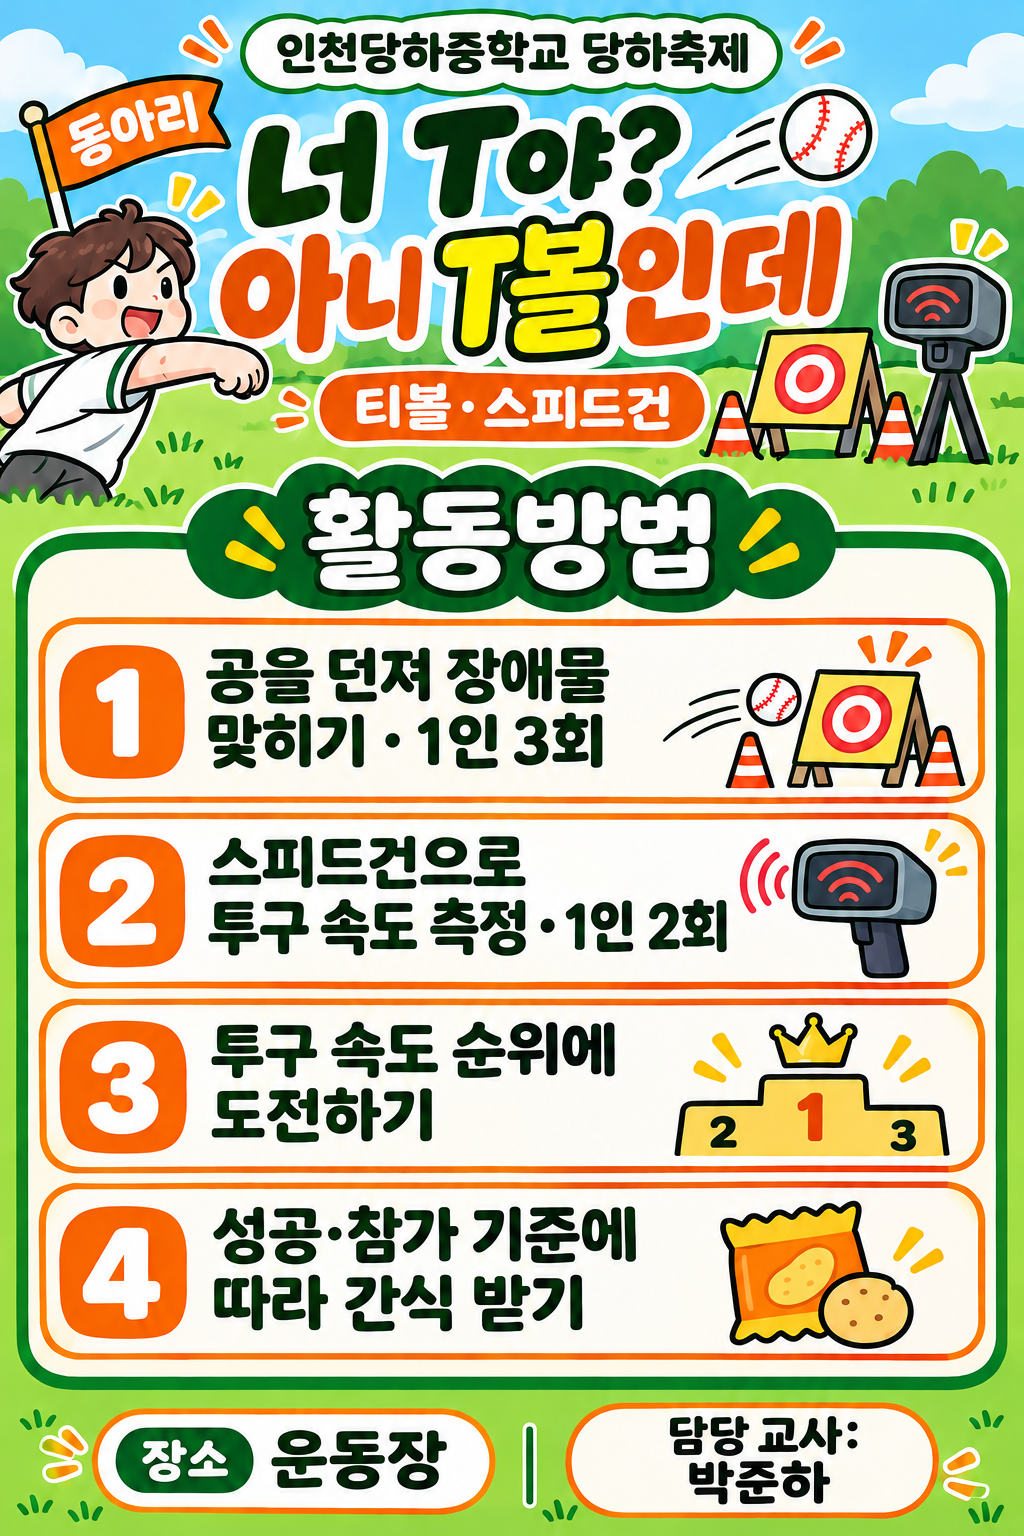 인천당하중학교 당하축제
동아리
너 T야?
아니 T볼인데
티볼·스피드건
활동방법
1
공을 던져 장애물
맞히기·1인 3회
2
스피드건으로
투구 속도 측정·1인 2회
3
투구 속도 순위에
도전하기
2 1 3
4
성공·참가 기준에
따라 간식 받기
장소 운동장
담당 교사:
박준하